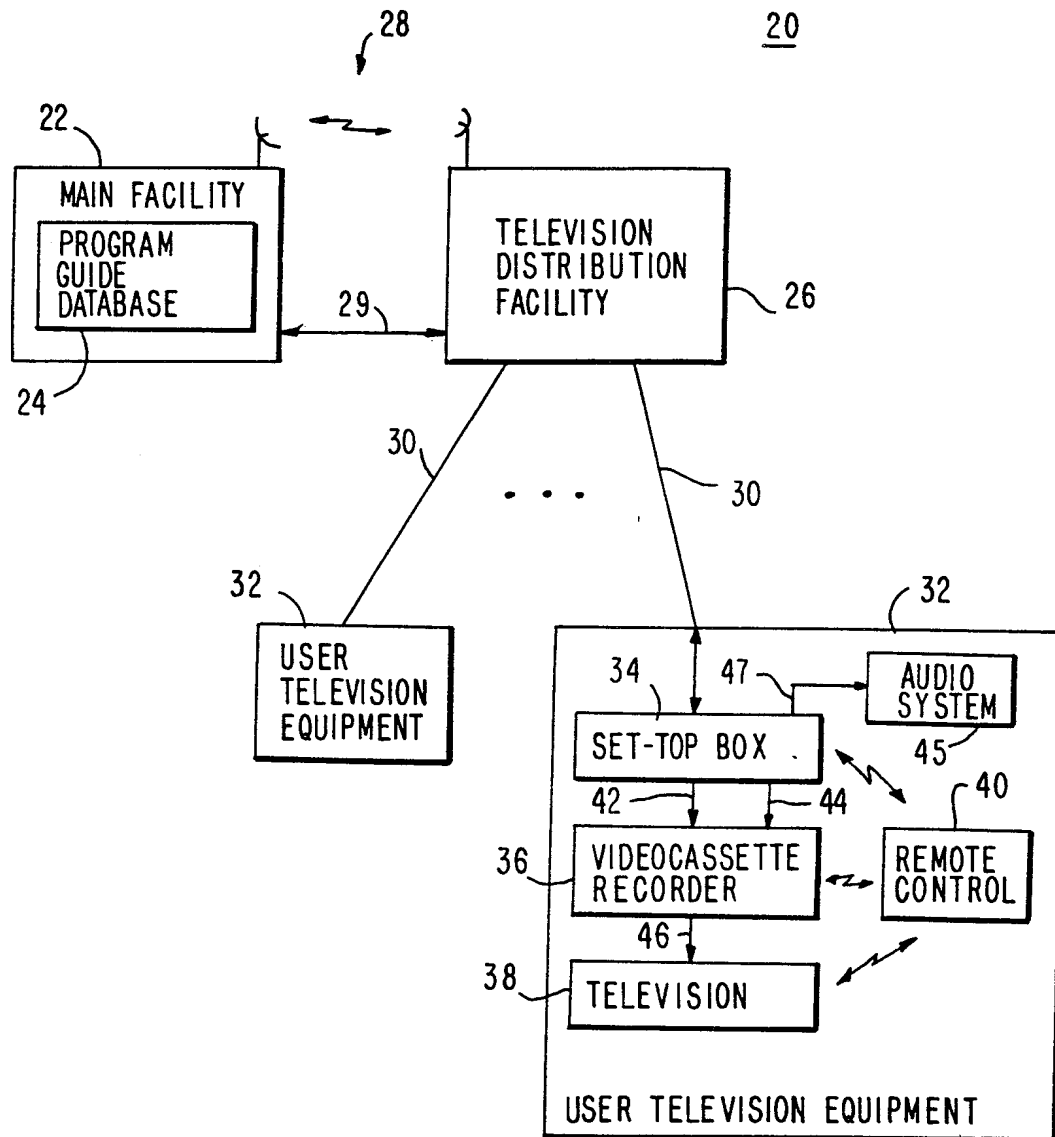 28
20
22
MAIN FACILITY
PROGRAM
GUIDE
DATABASE
24
29
TELEVISION
DISTRIBUTION
FACILITY
26
30
30
32
USER
TELEVISION
EQUIPMENT
32
34
SET-TOP BOX
47
AUDIO
SYSTEM
45
42
44
40
36
VIDEOCASSETTE
RECORDER
REMOTE
CONTROL
46
38
TELEVISION
USER TELEVISION EQUIPMENT